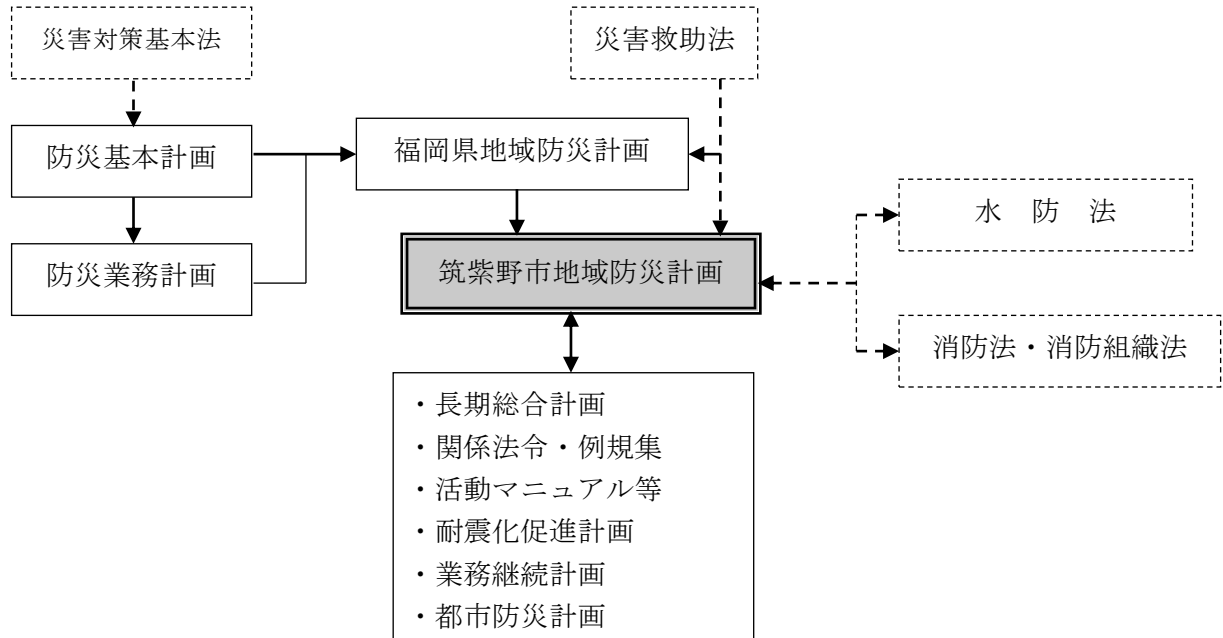 災害対策基本法
災害救助法
防災基本計画
福岡県地域防災計画
水 防 法
防災業務計画
筑紫野市地域防災計画
消防法・消防組織法
・長期総合計画
・関係法令・例規集
・活動マニュアル等
・耐震化促進計画
・業務継続計画
・都市防災計画